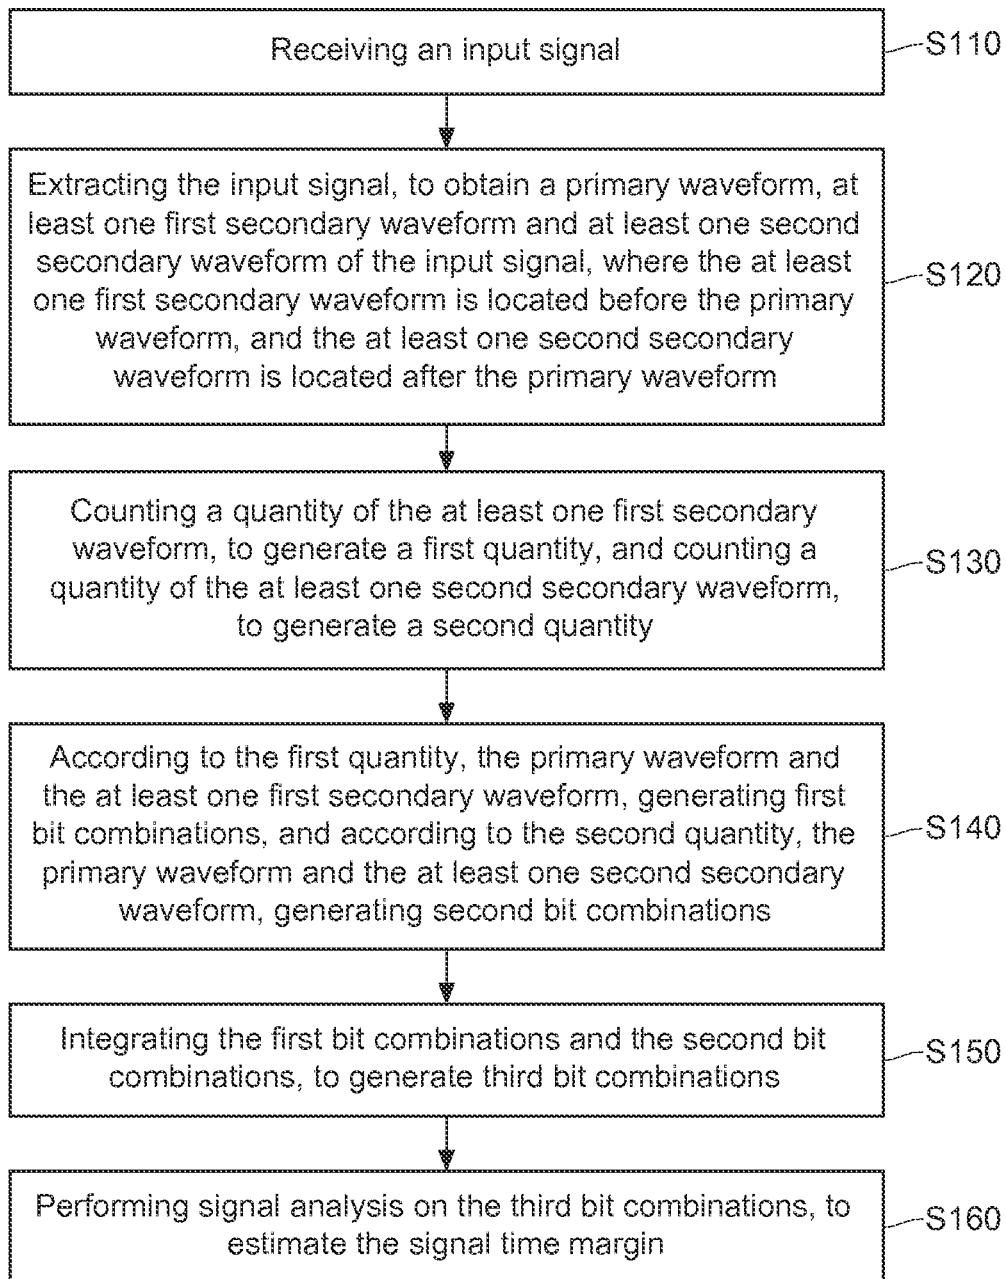 Receiving an input signal
S110
Extracting the input signal, to obtain a primary waveform, at
least one first secondary waveform and at least one second
secondary waveform of the input signal, where the at least
one first secondary waveform is located before the primary
waveform, and the at least one second secondary
waveform is located after the primary waveform
S120
Counting a quantity of the at least one first secondary
waveform, to generate a first quantity, and counting a
quantity of the at least one second secondary waveform,
to generate a second quantity
S130
According to the first quantity, the primary waveform and
the at least one first secondary waveform, generating first
bit combinations, and according to the second quantity, the
primary waveform and the at least one second secondary
waveform, generating second bit combinations
S140
Integrating the first bit combinations and the second bit
combinations, to generate third bit combinations
S150
Performing signal analysis on the third bit combinations, to
estimate the signal time margin
S160